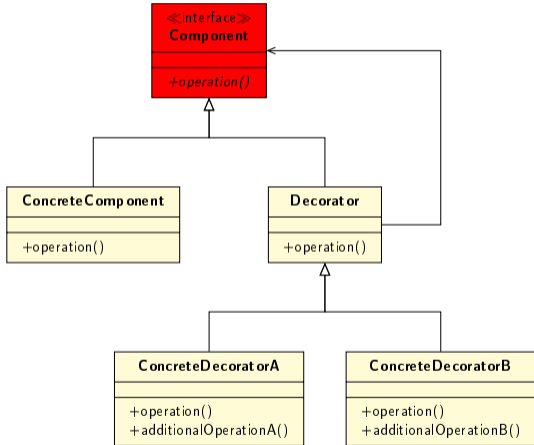 ≪interface≫
Component
+operation()
ConcreteComponent
+operation()
Decorator
+operation()
ConcreteDecoratorA
+operation()
+additionalOperationA()
ConcreteDecoratorB
+operation()
+additionalOperationB()